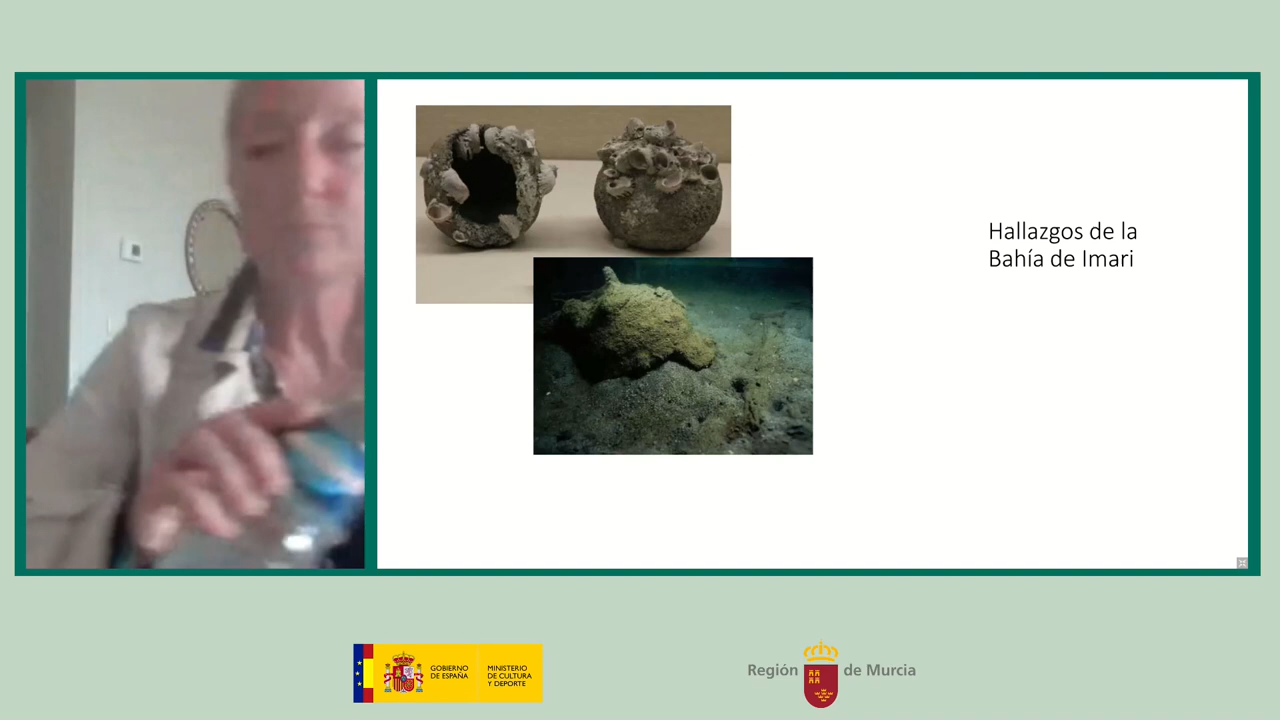 Hallazgos de la
Bahía de Imari
GOBIERNO
DE ESPAÑA
MINISTERIO
DE CULTURA
Y DEPORTE
Región de Murcia